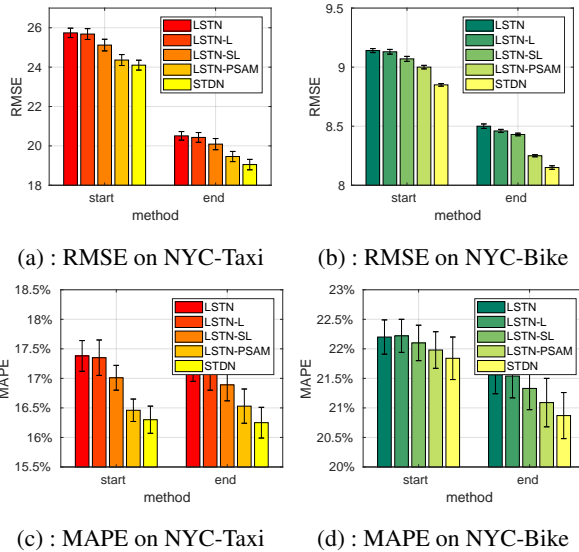 26
24
22
20
18
RMSE
LSTN
LSTN-L
LSTN-SL
LSTN-PSAM
STDN
start
end
method
(a) : RMSE on NYC-Taxi
9.5
9
8.5
8
RMSE
LSTN
LSTN-L
LSTN-SL
LSTN-PSAM
STDN
start
end
method
(b) : RMSE on NYC-Bike
18.5%
18%
17.5%
17%
16.5%
16%
15.5%
MAPE
LSTN
LSTN-L
LSTN-SL
LSTN-PSAM
STDN
start
end
method
(c) : MAPE on NYC-Taxi
23%
22.5%
22%
21.5%
21%
20.5%
20%
MAPE
LSTN
LSTN-L
LSTN-SL
LSTN-PSAM
STDN
start
end
method
(d) : MAPE on NYC-Bike